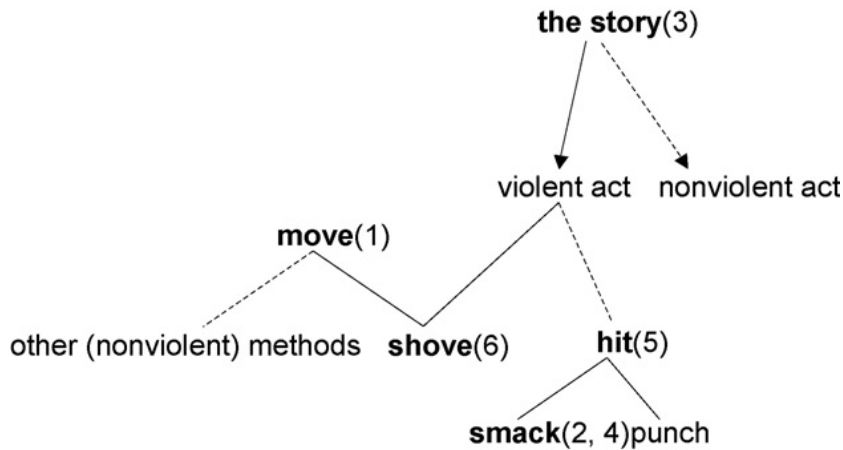 the story(3)
violent act nonviolent act
move(1)
other (nonviolent) methods shove(6) hit(5)
smack(2, 4)punch